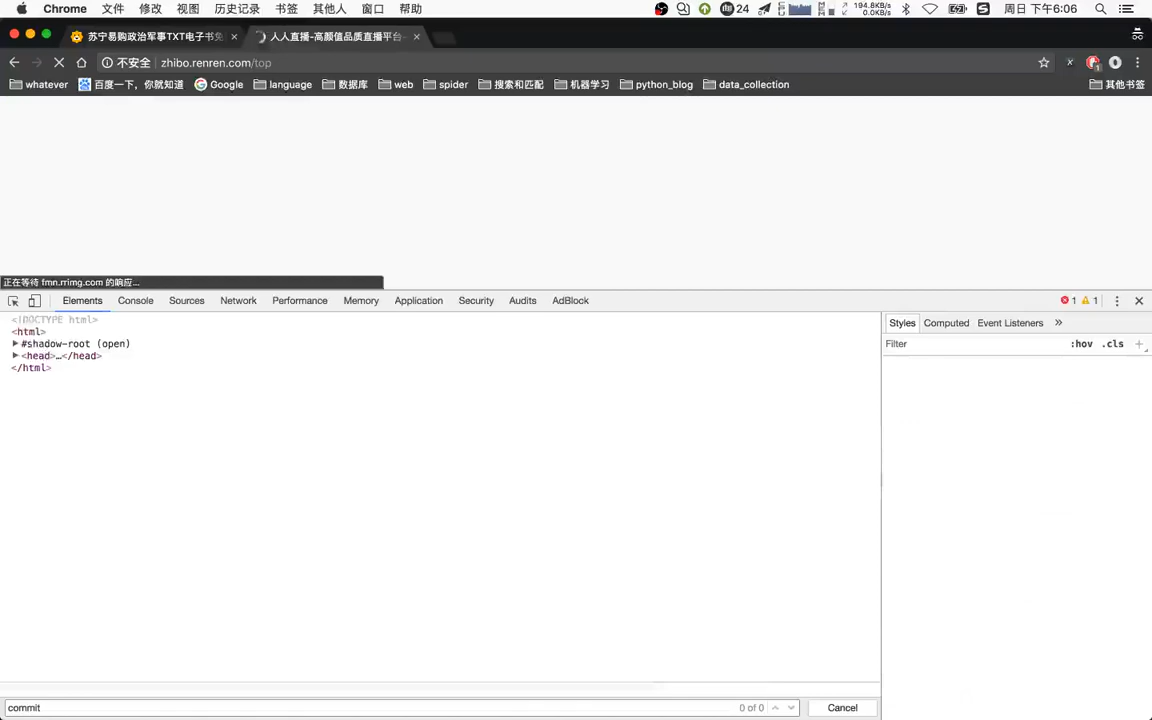 Chrome 文件 修改 视图 历史记录 书签 其他人 窗口 帮助 24 194.8KB/s 0.0KB/s 周日 下午6:06
苏宁易购政治军事TXT电子书免 人人直播-高颜值品质直播平台-
不安全 zhibo.renren.com/top
whatever 百度一下，你就知道 Google language 数据库 web spider 搜索和匹配 机器学习 python_blog data_collection 其他书签
正在等待 fmn.rrimg.com 的响应...
Elements Console Sources Network Performance Memory Application Security Audits AdBlock 1 1
<!DOCTYPE html>
<html>
#shadow-root (open)
<head>…</head>
</html>
Styles Computed Event Listeners »
Filter :hov .cls +
commit 0 of 0 Cancel